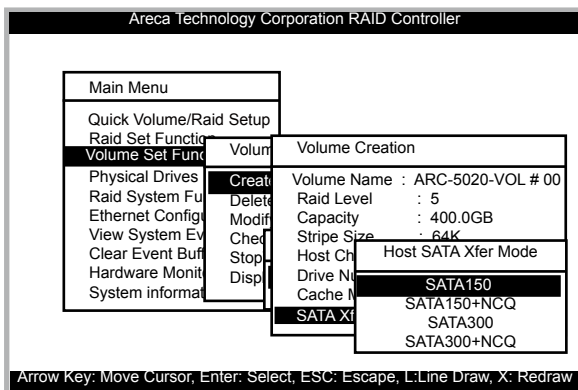 Areca Technology Corporation RAID Controller
Main Menu
Quick Volume/Raid Setup
Raid Set Function
Volume Set Func
Physical Drives
Raid System Fu
Ethernet Configu
View System Ev
Clear Event Buff
Hardware Monit
System informat
Volum
Creat
Delete
Modif
Chec
Stop
Displ
Volume Creation
Volume Name : ARC-5020-VOL # 00
Raid Level : 5
Capacity : 400.0GB
Stripe Size : 64K
Host Ch
Drive Nu
Cache M
SATA Xf
Host SATA Xfer Mode
SATA150
SATA150+NCQ
SATA300
SATA300+NCQ
Arrow Key: Move Cursor, Enter: Select, ESC: Escape, L:Line Draw, X: Redraw